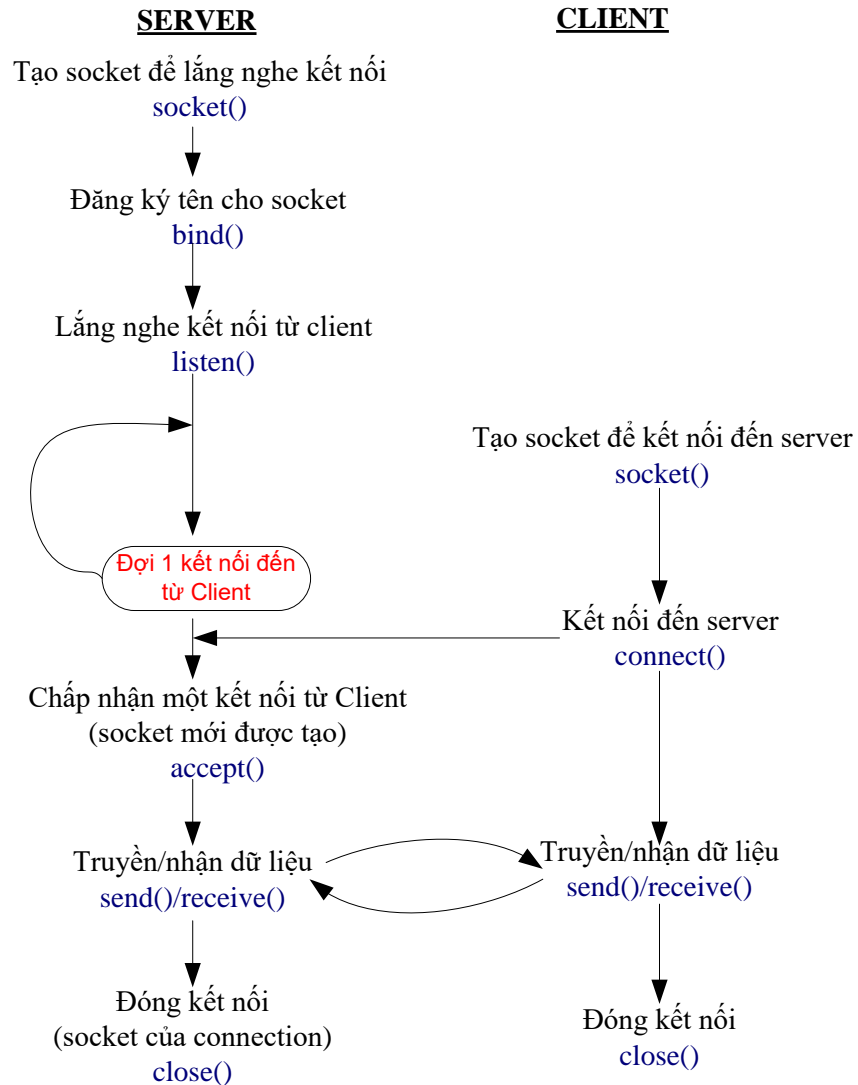 SERVER
CLIENT
Tạo socket để lắng nghe kết nối
socket()
Đăng ký tên cho socket
bind()
Lắng nghe kết nối từ client
listen()
Đợi 1 kết nối đến
từ Client
Chấp nhận một kết nối từ Client
(socket mới được tạo)
accept()
Truyền/nhận dữ liệu
send()/receive()
Đóng kết nối
(socket của connection)
close()
Tạo socket để kết nối đến server
socket()
Kết nối đến server
connect()
Truyền/nhận dữ liệu
send()/receive()
Đóng kết nối
close()